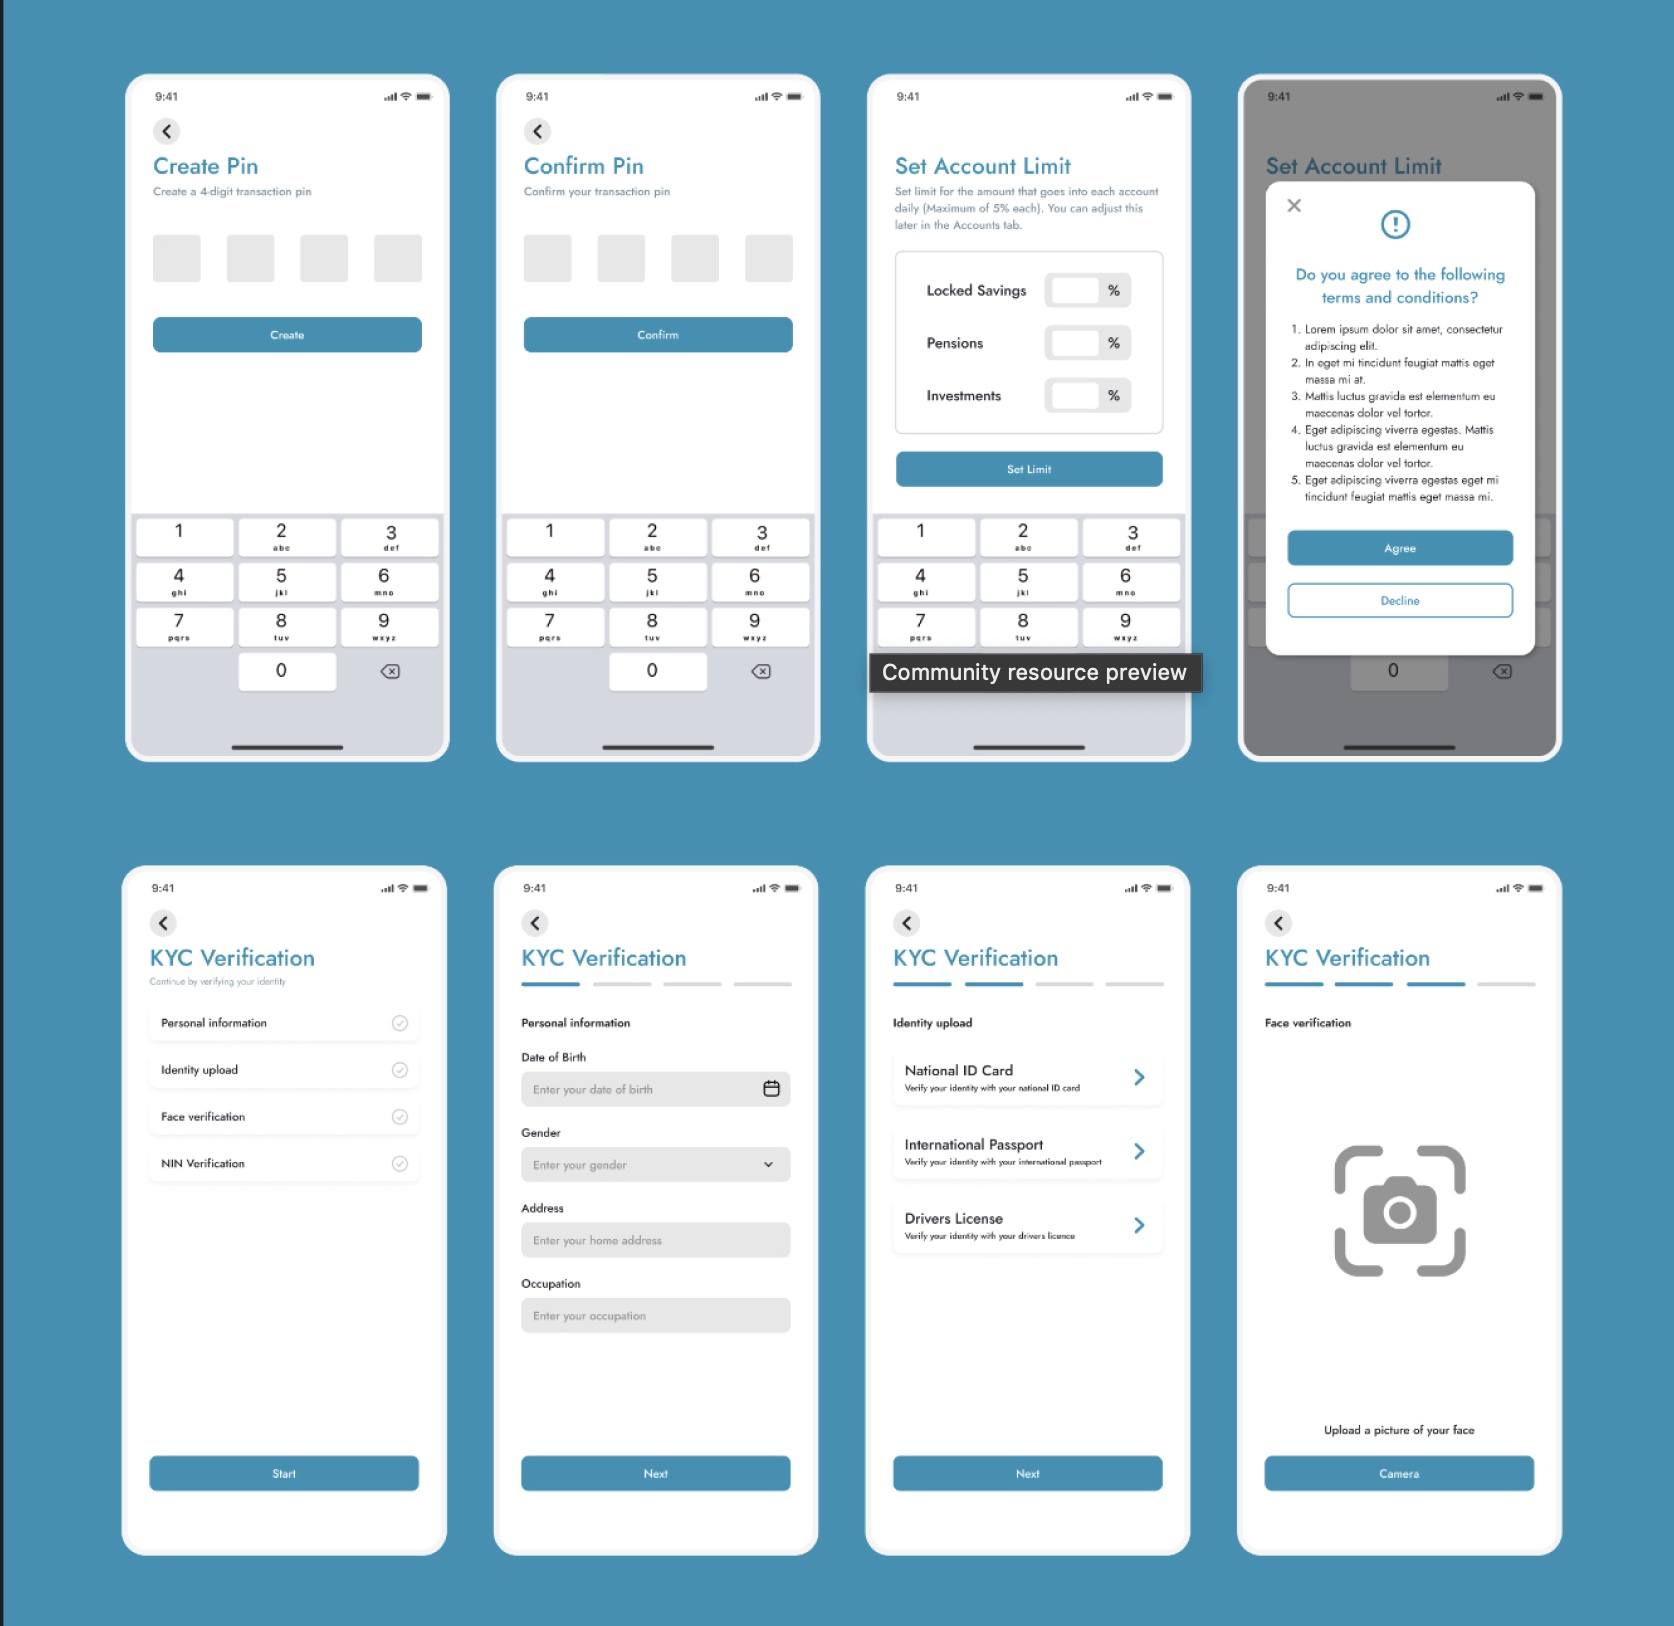 9:41
Create Pin
Create a 4-digit transaction pin
Create
1
2
abc
3
def
4
ghi
5
jkl
6
mno
7
pqrs
8
tuv
9
wxyz
0
9:41
Confirm Pin
Confirm your transaction pin
Confirm
1
2
abc
3
def
4
ghi
5
jkl
6
mno
7
pqrs
8
tuv
9
wxyz
0
9:41
Set Account Limit
Set limit for the amount that goes into each account
daily (Maximum of 5% each). You can adjust this
later in the Accounts tab.
Locked Savings %
Pensions %
Investments %
Set Limit
1
2
abc
3
def
4
ghi
5
jkl
6
mno
7
pqrs
8
tuv
9
wxyz
Community resource preview
9:41
Set Account Limit
Do you agree to the following
terms and conditions?
1. Lorem ipsum dolor sit amet, consectetur
adipiscing elit.
2. In eget mi tincidunt feugiat mattis eget
massa mi at.
3. Mattis luctus gravida est elementum eu
maecenas dolor vel tortor.
4. Eget adipiscing viverra egestas. Mattis
luctus gravida est elementum eu
maecenas dolor vel tortor.
5. Eget adipiscing viverra egestas eget mi
tincidunt feugiat mattis eget massa mi.
Agree
Decline
0
9:41
KYC Verification
Continue by verifying your identity
Personal information
Identity upload
Face verification
NIN Verification
Start
9:41
KYC Verification
Personal information
Date of Birth
Enter your date of birth
Gender
Enter your gender
Address
Enter your home address
Occupation
Enter your occupation
Next
9:41
KYC Verification
Identity upload
National ID Card
Verify your identity with your national ID card
International Passport
Verify your identity with your international passport
Drivers License
Verify your identity with your drivers licence
Next
9:41
KYC Verification
Face verification
Upload a picture of your face
Camera